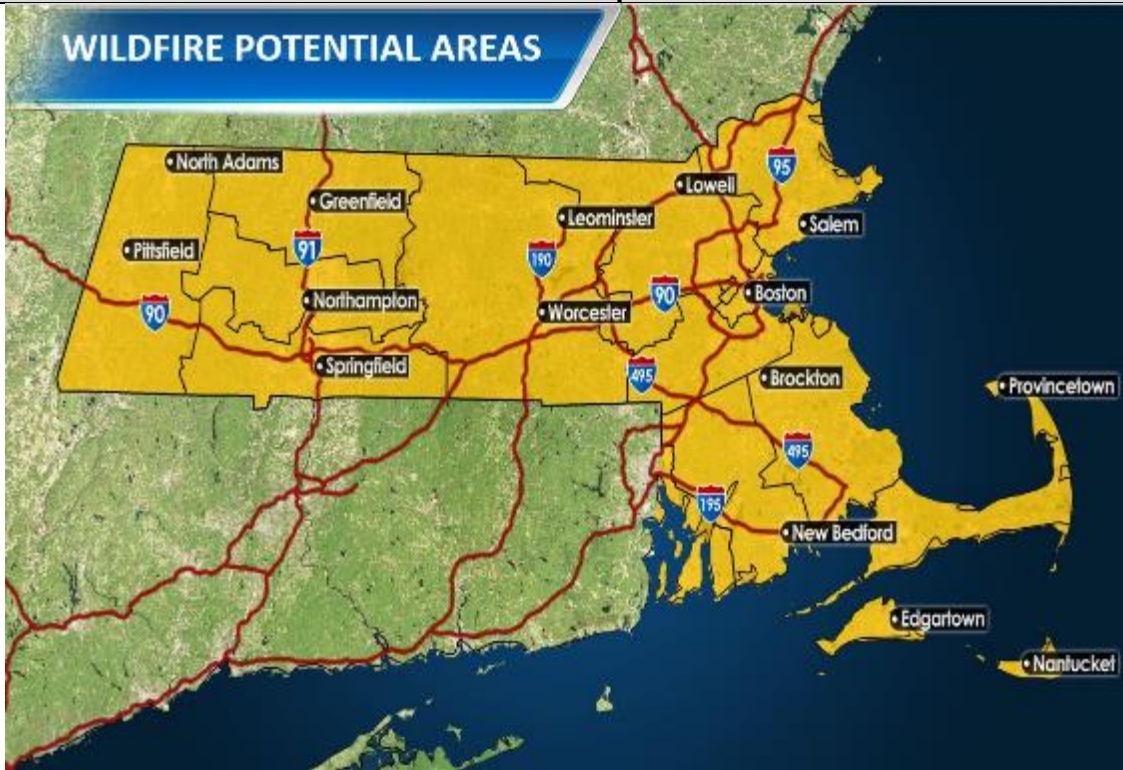 WILDFIRE POTENTIAL AREAS
North Adams
Lowell
95
Greenfield
Leominster
Salem
Pittsfield
91
190
90
Northampton
90
Boston
Worcester
Springfield
495
Brockton
Provincetown
495
195
New Bedford
Edgartown
Nantucket